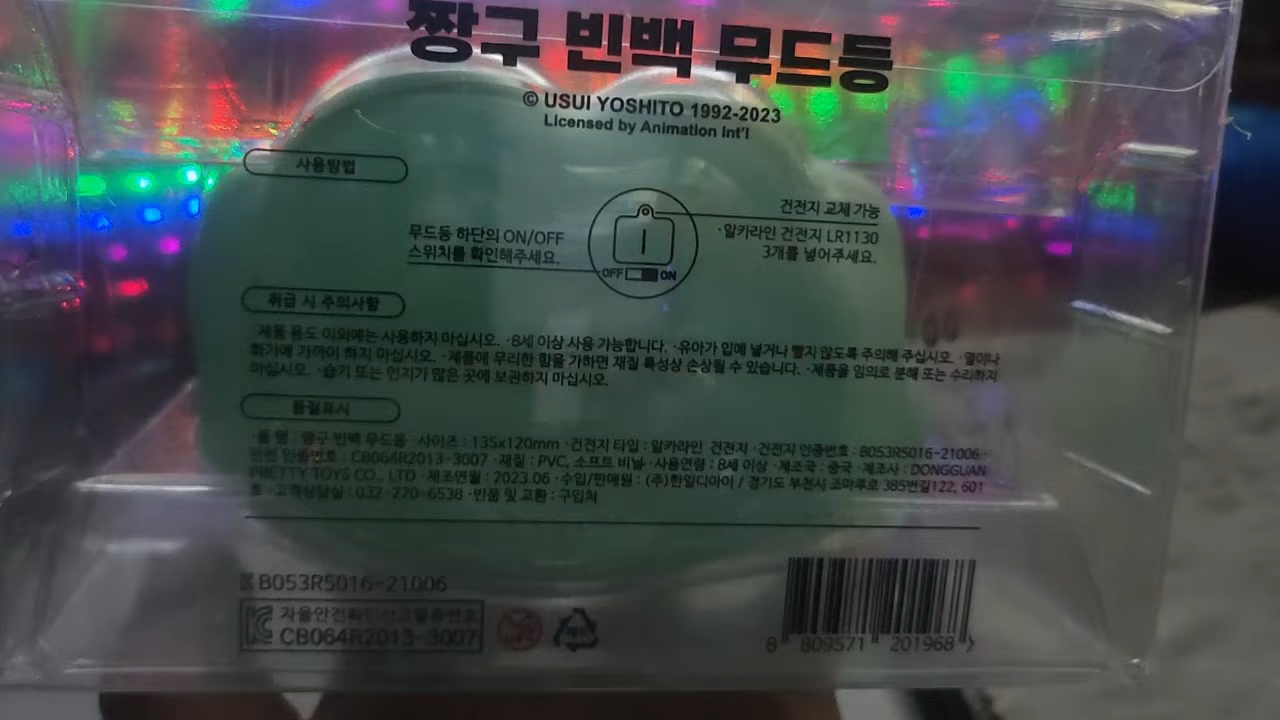 짱구 빈백 무드등
© USUI YOSHITO 1992-2023
Licensed by Animation Int'l
사용방법
무드등 하단의 ON/OFF
스위치를 확인해주세요.
OFF ON
건전지 교체 가능
·알카라인 건전지 LR1130
3개를 넣어주세요.
취급 시 주의사항
·제품 용도 이외에는 사용하지 마십시오. ·8세 이상 사용 가능합니다. ·유아가 입에 넣거나 빨지 않도록 주의해 주십시오. ·열이나
화기에 가까이 하지 마십시오. ·제품에 무리한 힘을 가하면 재질 특성상 손상될 수 있습니다. ·제품을 임의로 분해 또는 수리하지
마십시오. ·습기 또는 먼지가 많은 곳에 보관하지 마십시오.
품질표시
·품 명 : 짱구 빈백 무드등 ·사이즈 : 135x120mm ·건전지 타입 : 알카라인 건전지 ·건전지 인증번호 : B053R5016-21006 ·
안전 인증번호 : CB064R2013-3007 ·재질 : PVC, 소프트 비닐 ·사용연령 : 8세 이상 ·제조국 : 중국 ·제조사 : DONGGUAN
PRETTY TOYS CO., LTD ·제조연월 : 2023.06 ·수입/판매원 : (주)한일디아이 / 경기도 부천시 조마루로 385번길122, 601
호 ·고객상담실 : 032-770-6538 ·반품 및 교환 : 구입처
B053R5016-21006
자율안전확인신고필증번호
CB064R2013-3007
8 809571 201968